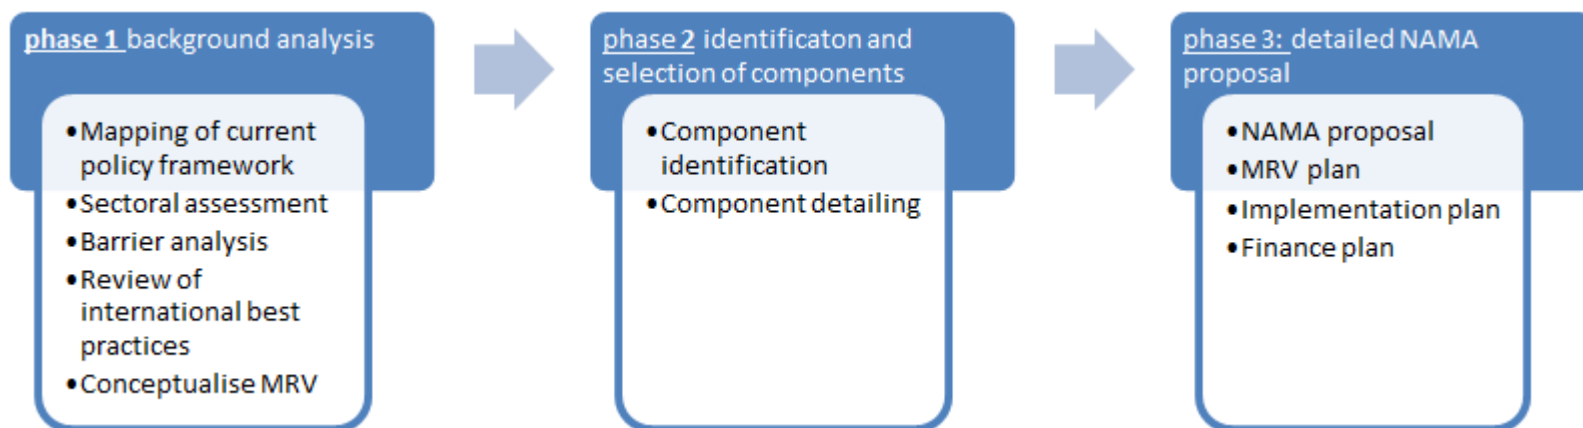 phase 1 background analysis
•Mapping of current
policy framework
•Sectoral assessment
•Barrier analysis
•Review of
international best
practices
•Conceptualise MRV
phase 2 identificaton and
selection of components
•Component
identification
•Component detailing
phase 3: detailed NAMA
proposal
•NAMA proposal
•MRV plan
•Implementation plan
•Finance plan